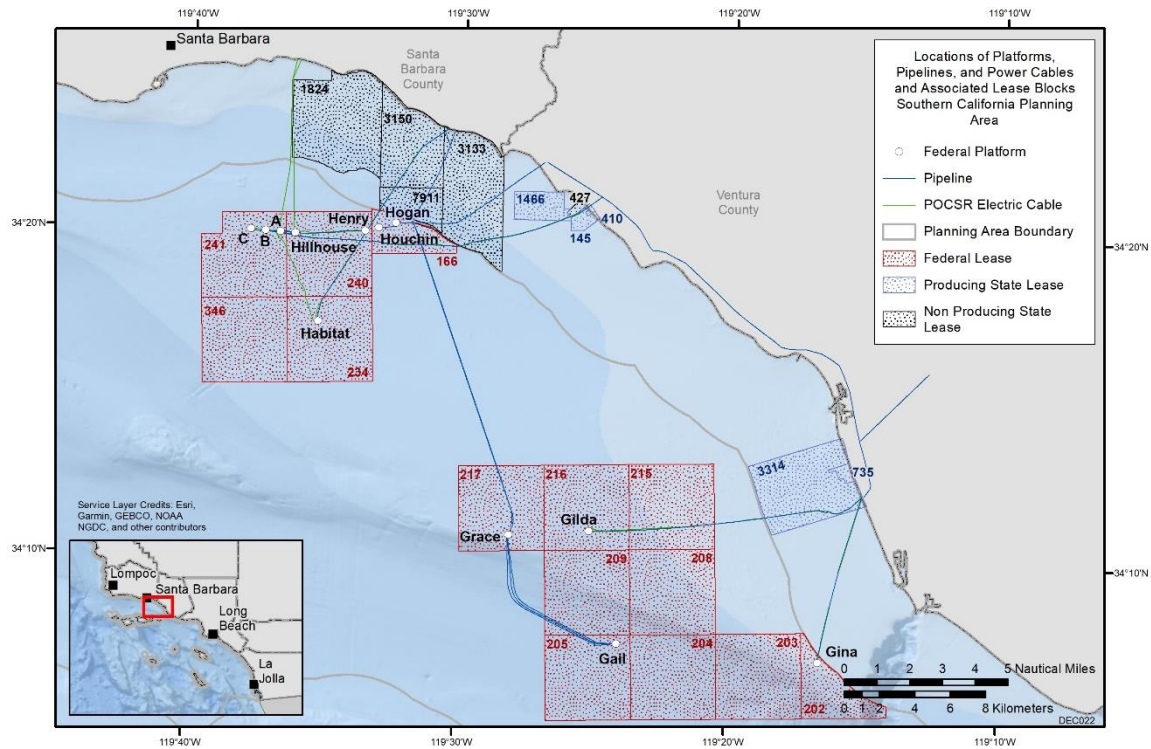 119°40'W 119°30'W 119°20'W 119°10'W
Santa Barbara
Santa
Barbara
County
Locations of Platforms,
Pipelines, and Power Cables
and Associated Lease Blocks
Southern California Planning
Area
Federal Platform
Pipeline
POCSR Electric Cable
Planning Area Boundary
Federal Lease
Producing State Lease
Non Producing State
Lease
1824
3150
3133
7911
1466
427
410
145
Ventura
County
34°20'N
34°20'N
Henry
Hogan
Houchin
A
B
C
Hillhouse
241
240
166
346
Habitat
234
217
216
215
3314
735
Gilda
Grace
209
208
34°10'N
34°10'N
205
204
203
Gail
Gina
202
Service Layer Credits: Esri,
Garmin, GEBCO, NOAA
NGDC, and other contributors
Lompoc
Santa Barbara
Long
Beach
La
Jolla
0 1 2 3 4 5 Nautical Miles
0 1 2 4 6 8 Kilometers
DEC022
119°40'W 119°30'W 119°20'W 119°10'W